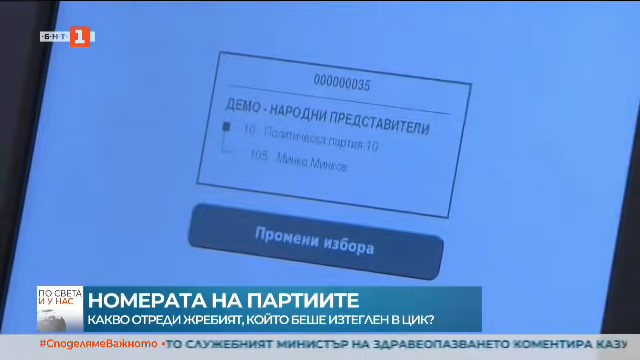 БНТ 1
000000035
ДЕМО - НАРОДНИ ПРЕДСТАВИТЕЛИ
10. Политическа партия 10
105. Минко Минков
Промени избора
ПО СВЕТА И У НАС
НОМЕРАТА НА ПАРТИИТЕ
КАКВО ОТРЕДИ ЖРЕБИЯТ, КОЙТО БЕШЕ ИЗТЕГЛЕН В ЦИК?
#СподелямеВажното • ТО СЛУЖЕБНИЯТ МИНИСТЪР НА ЗДРАВЕОПАЗВАНЕТО КОМЕНТИРА КАЗУ